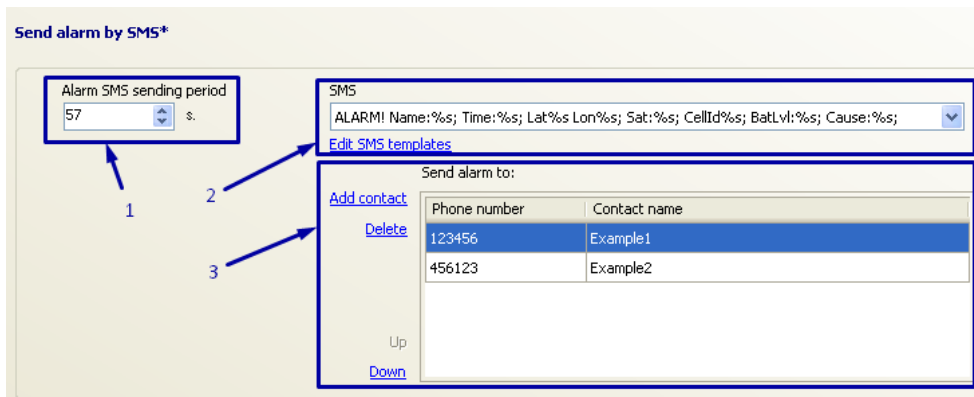 Send alarm by SMS*
Alarm SMS sending period
57 s.
SMS
ALARM! Name:%s; Time:%s; Lat%s Lon%s; Sat:%s; CellId%s; BatLvl:%s; Cause:%s;
Edit SMS templates
1
2
Send alarm to:
Add contact
Delete
Phone number Contact name
123456 Example1
456123 Example2
3
Up
Down